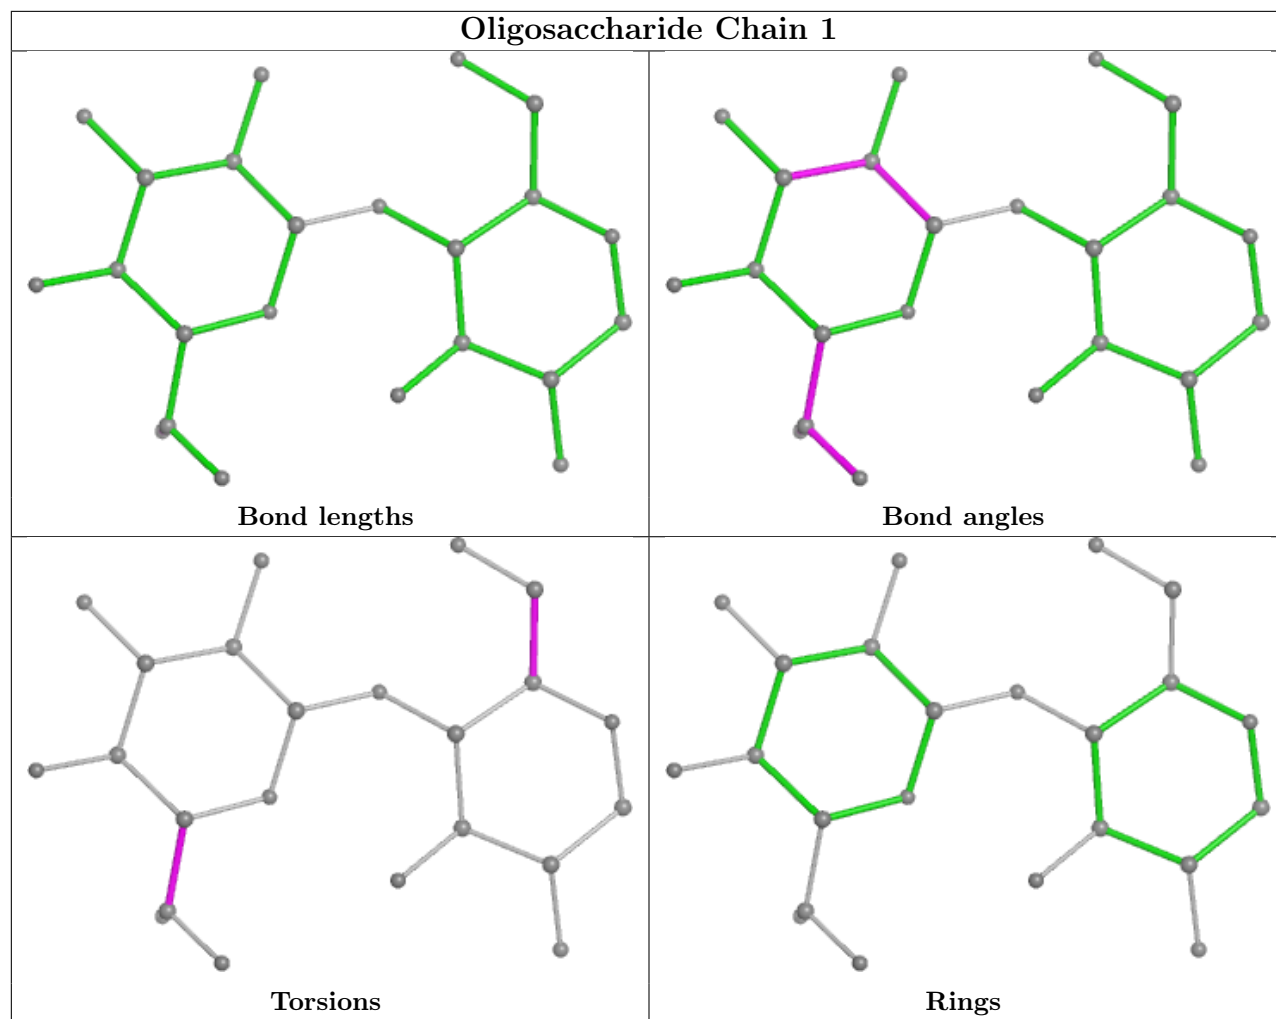 Oligosaccharide Chain 1
Bond lengths
Bond angles
Torsions
Rings